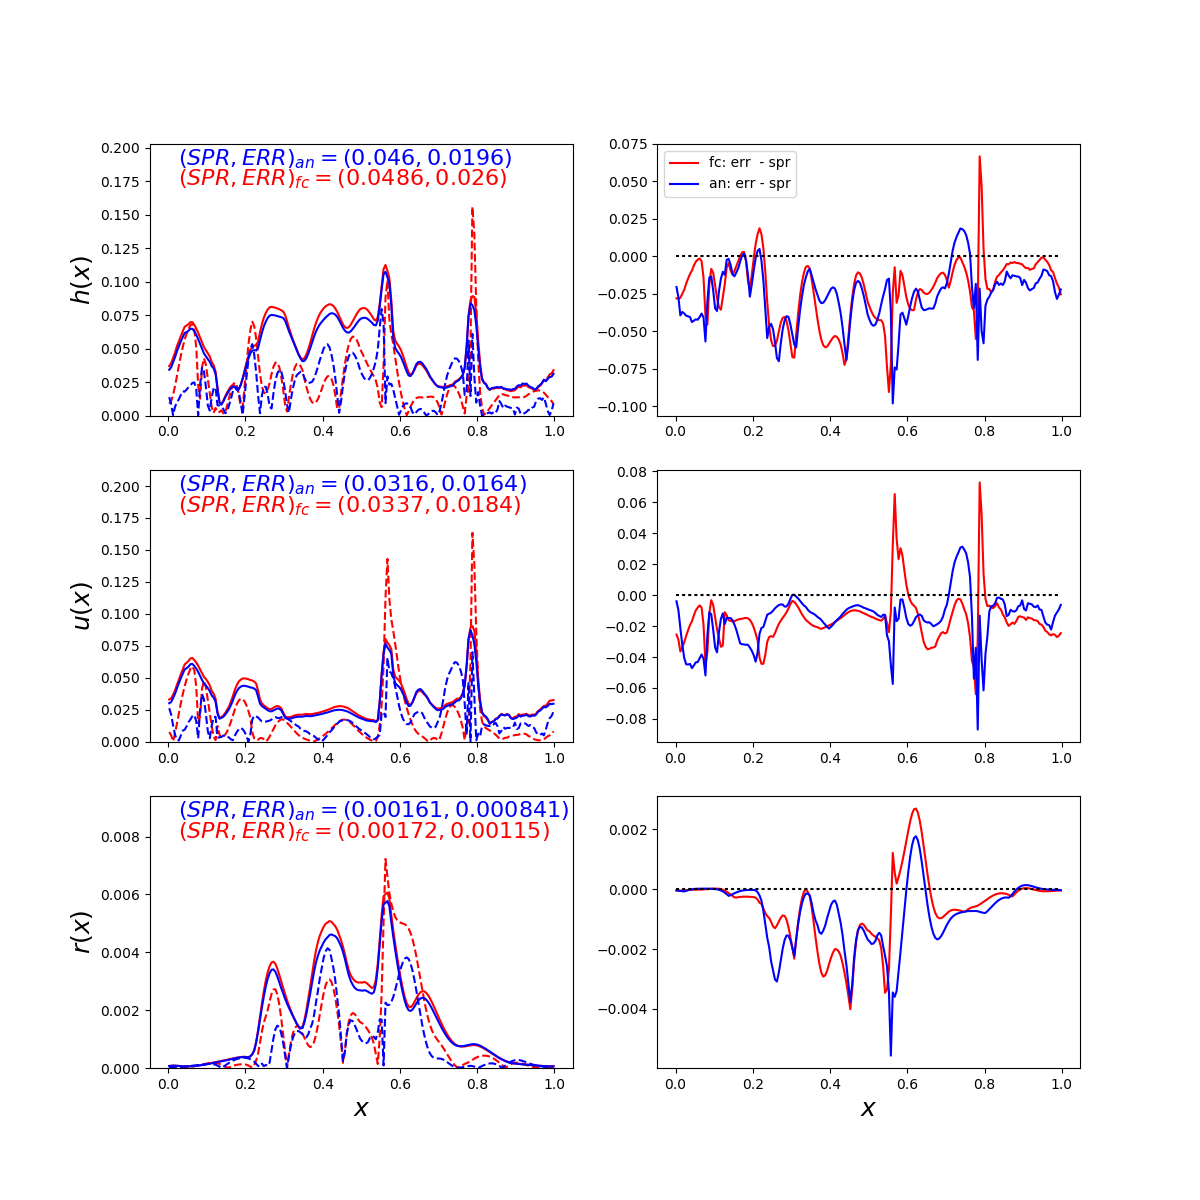 (SPR, ERR)an = (0.046, 0.0196)
(SPR, ERR)fc = (0.0486, 0.026)
h(x)
0.200
0.175
0.150
0.125
0.100
0.075
0.050
0.025
0.000
0.0 0.2 0.4 0.6 0.8 1.0
fc: err - spr
an: err - spr
0.075
0.050
0.025
0.000
−0.025
−0.050
−0.075
−0.100
0.0 0.2 0.4 0.6 0.8 1.0
(SPR, ERR)an = (0.0316, 0.0164)
(SPR, ERR)fc = (0.0337, 0.0184)
u(x)
0.200
0.175
0.150
0.125
0.100
0.075
0.050
0.025
0.000
0.0 0.2 0.4 0.6 0.8 1.0
0.08
0.06
0.04
0.02
0.00
−0.02
−0.04
−0.06
−0.08
0.0 0.2 0.4 0.6 0.8 1.0
(SPR, ERR)an = (0.00161, 0.000841)
(SPR, ERR)fc = (0.00172, 0.00115)
r(x)
0.008
0.006
0.004
0.002
0.000
0.0 0.2 0.4 0.6 0.8 1.0
x
0.002
0.000
−0.002
−0.004
0.0 0.2 0.4 0.6 0.8 1.0
x